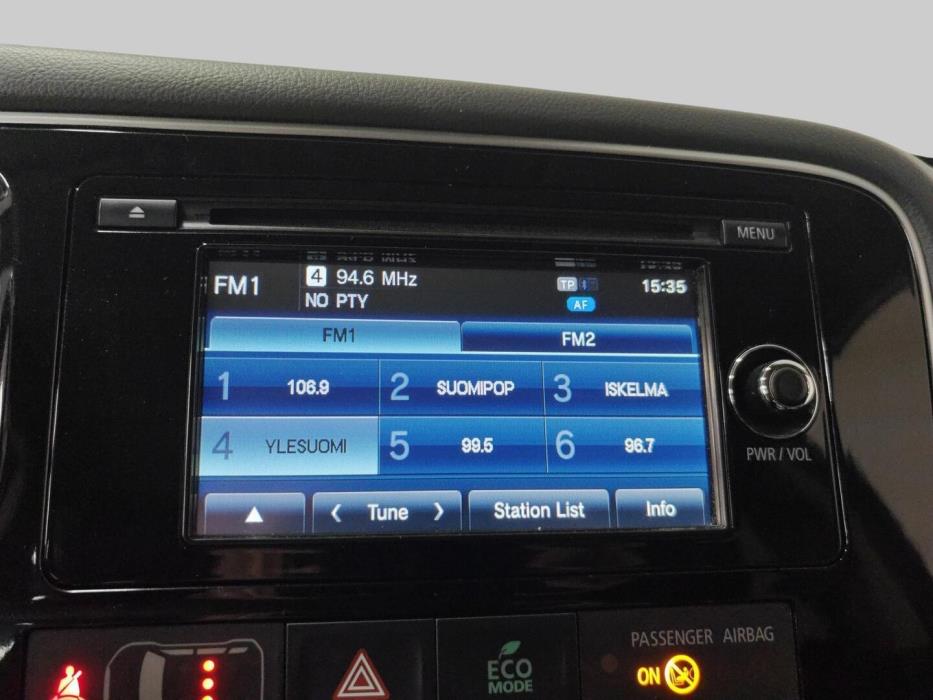 MENU
FM1
4 94.6 MHz
TP
15:35
NO PTY
AF
FM1
FM2
1 106.9
2 SUOMIPOP
3 ISKELMA
4 YLESUOMI
5 99.5
6 96.7
PWR / VOL
< Tune >
Station List
Info
PASSENGER AIRBAG
ECO
MODE
ON